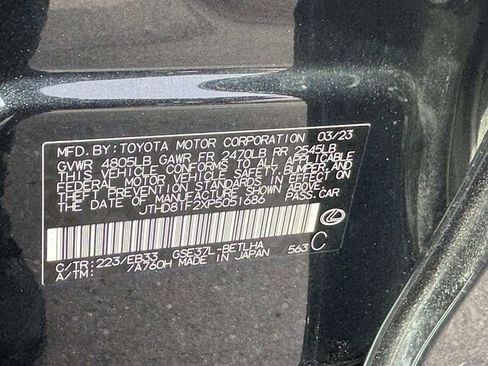 MFD. BY: TOYOTA MOTOR CORPORATION 03/23
GVWR 4805LB GAWR FR 2470LB RR 2545LB
THIS VEHICLE CONFORMS TO ALL APPLICABLE
FEDERAL MOTOR VEHICLE SAFETY, BUMPER, AND
THEFT PREVENTION STANDARDS IN EFFECT ON
THE DATE OF MANUFACTURE SHOWN ABOVE.
JTHD81F2XP5051686 PASS.CAR
563 C
C/TR: 223/EB33 GSE37L-BETLHA
A/TM: /A760H MADE IN JAPAN